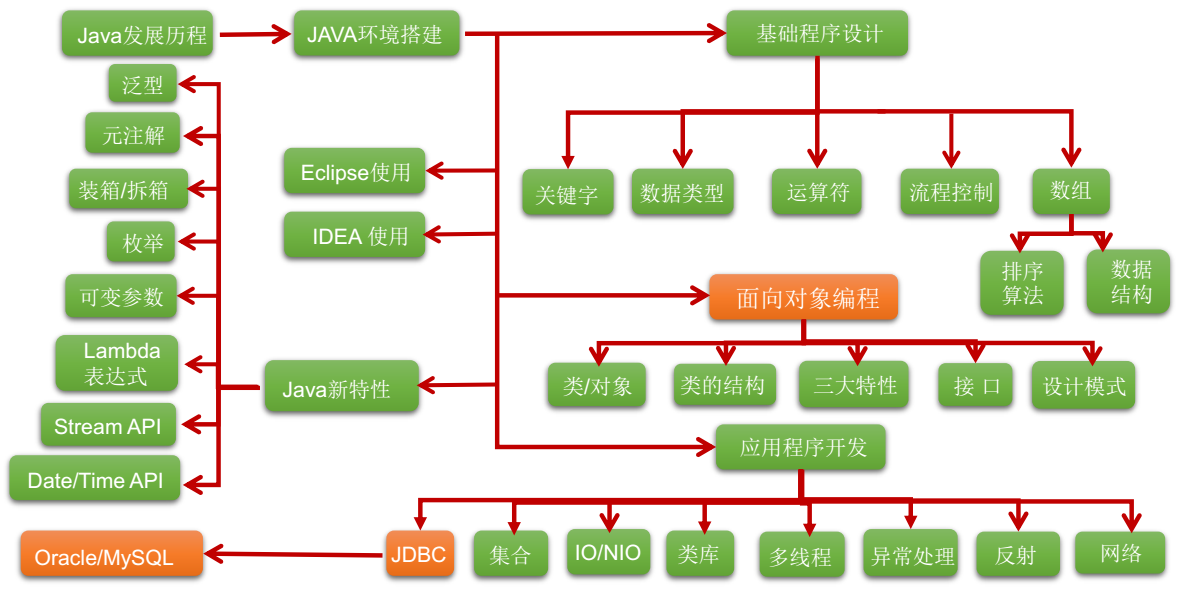 Java发展历程
JAVA环境搭建
基础程序设计
泛型
元注解
装箱/拆箱
枚举
可变参数
Lambda
表达式
Stream API
Date/Time API
Java新特性
Eclipse使用
IDEA 使用
关键字
数据类型
运算符
流程控制
数组
排序
算法
数据
结构
面向对象编程
类/对象
类的结构
三大特性
接 口
设计模式
应用程序开发
Oracle/MySQL
JDBC
集合
IO/NIO
类库
多线程
异常处理
反射
网络